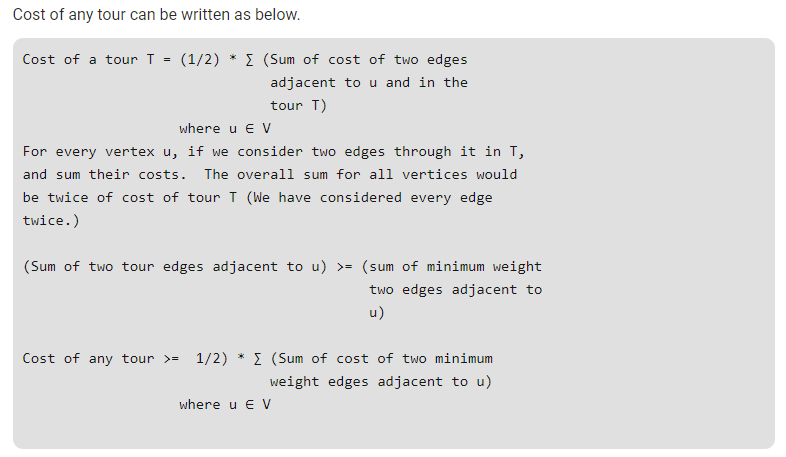 Cost of any tour can be written as below.
Cost of a tour T = (1/2) * ∑ (Sum of cost of two edges
adjacent to u and in the
tour T)
where u ∈ V
For every vertex u, if we consider two edges through it in T,
and sum their costs.  The overall sum for all vertices would
be twice of cost of tour T (We have considered every edge
twice.)
(Sum of two tour edges adjacent to u) >= (sum of minimum weight
two edges adjacent to
u)
Cost of any tour >=  1/2) * ∑ (Sum of cost of two minimum
weight edges adjacent to u)
where u ∈ V